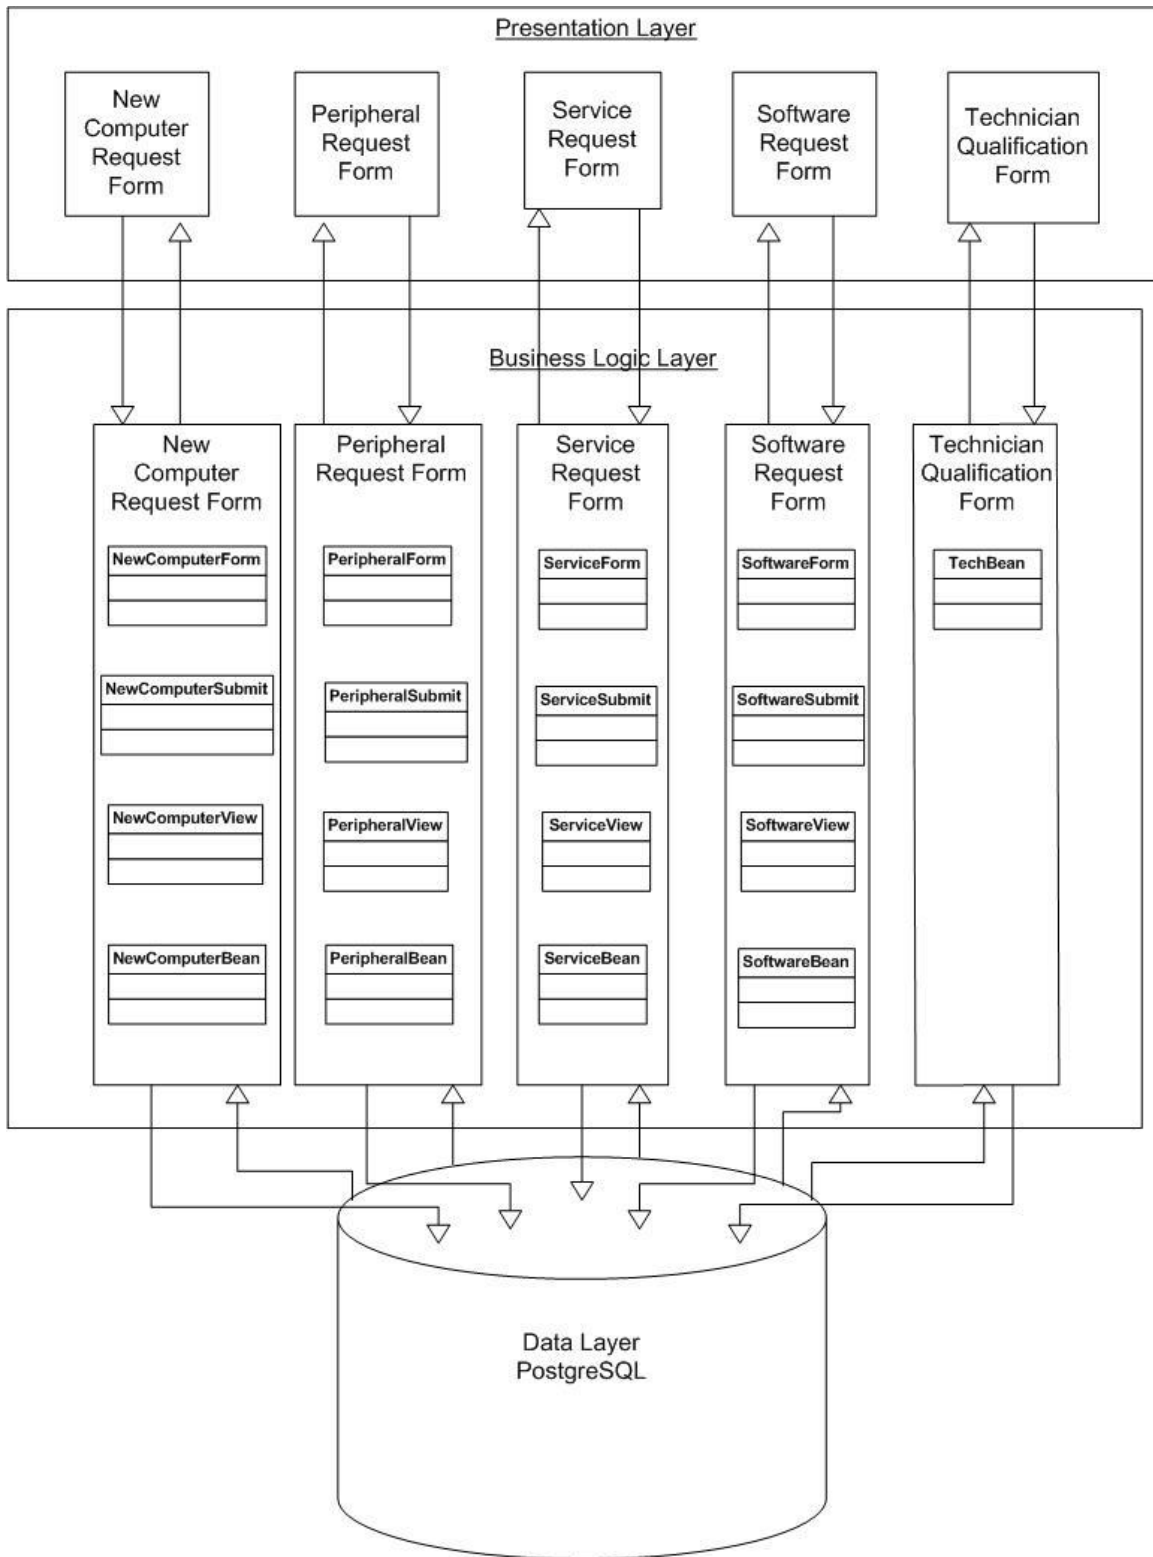 Presentation Layer
New
Computer
Request
Form
Peripheral
Request
Form
Service
Request
Form
Software
Request
Form
Technician
Qualification
Form
Business Logic Layer
New
Computer
Request Form
Peripheral
Request Form
Service
Request
Form
Software
Request
Form
Technician
Qualification
Form
NewComputerForm
PeripheralForm
ServiceForm
SoftwareForm
TechBean
NewComputerSubmit
PeripheralSubmit
ServiceSubmit
SoftwareSubmit
NewComputerView
PeripheralView
ServiceView
SoftwareView
NewComputerBean
PeripheralBean
ServiceBean
SoftwareBean
Data Layer
PostgreSQL